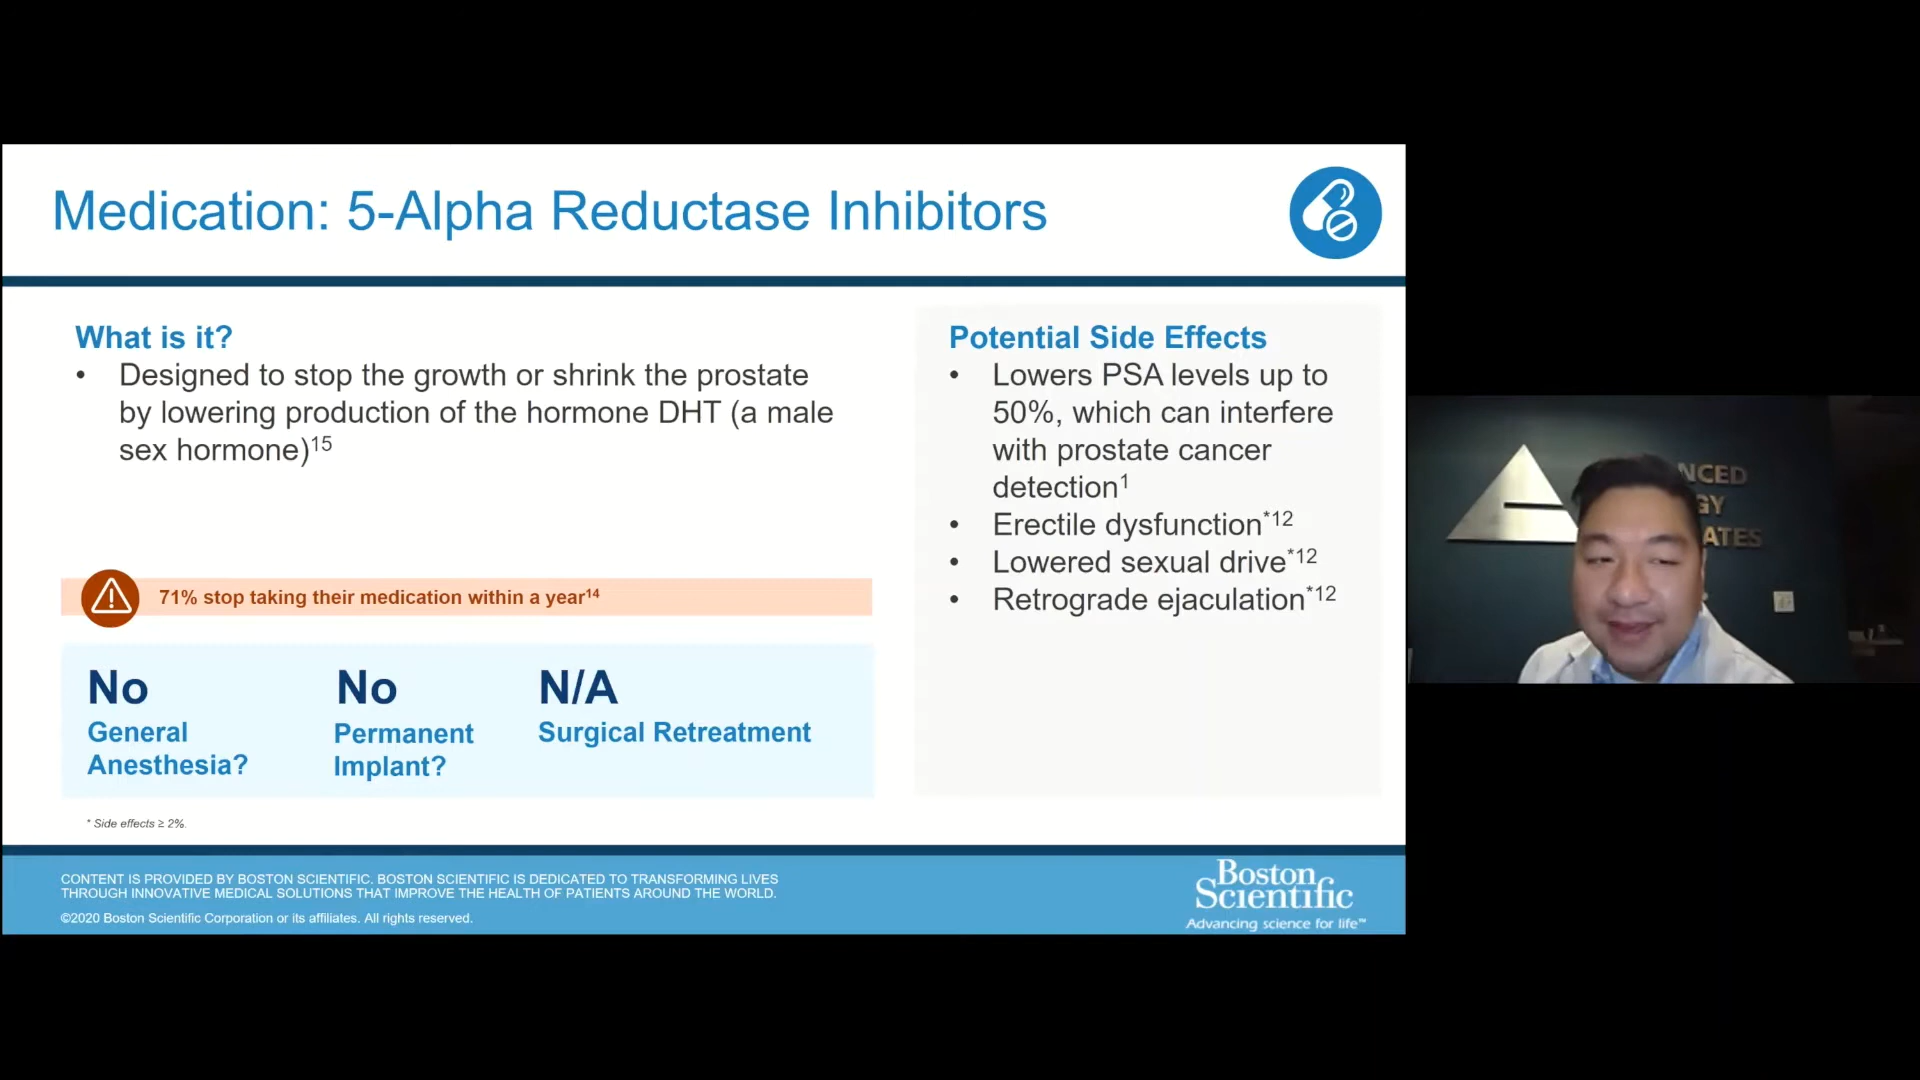 Medication: 5-Alpha Reductase Inhibitors
What is it?
• Designed to stop the growth or shrink the prostate
by lowering production of the hormone DHT (a male
sex hormone)15
71% stop taking their medication within a year14
No
General
Anesthesia?
No
Permanent
Implant?
N/A
Surgical Retreatment
* Side effects ≥ 2%.
Potential Side Effects
• Lowers PSA levels up to
50%, which can interfere
with prostate cancer
detection1
• Erectile dysfunction*12
• Lowered sexual drive*12
• Retrograde ejaculation*12
CONTENT IS PROVIDED BY BOSTON SCIENTIFIC. BOSTON SCIENTIFIC IS DEDICATED TO TRANSFORMING LIVES
THROUGH INNOVATIVE MEDICAL SOLUTIONS THAT IMPROVE THE HEALTH OF PATIENTS AROUND THE WORLD.
©2020 Boston Scientific Corporation or its affiliates. All rights reserved.
Boston
Scientific
Advancing science for life™
NCED
GY
ATES